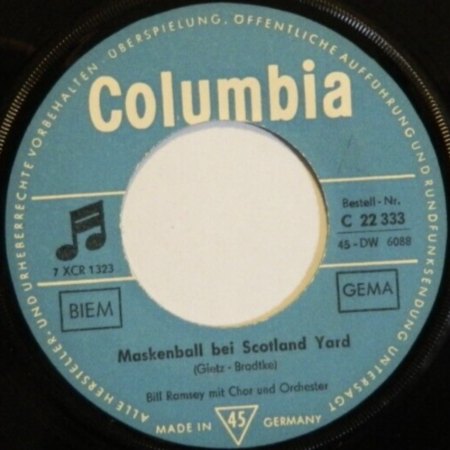 ALLE HERSTELLER- UND URHEBERRECHTE VORBEHALTEN. ÜBERSPIELUNG, ÖFFENTLICHE AUFFÜHRUNG UND RUNDFUNKSENDUNG UNTERSAGT
Columbia
Bestell-Nr.
C 22 333
45-DW 6088
7 XCR 1323
BIEM
GEMA
Maskenball bei Scotland Yard
(Gietz - Bradtke)
Bill Ramsey mit Chor und Orchester
MADE IN 45 GERMANY